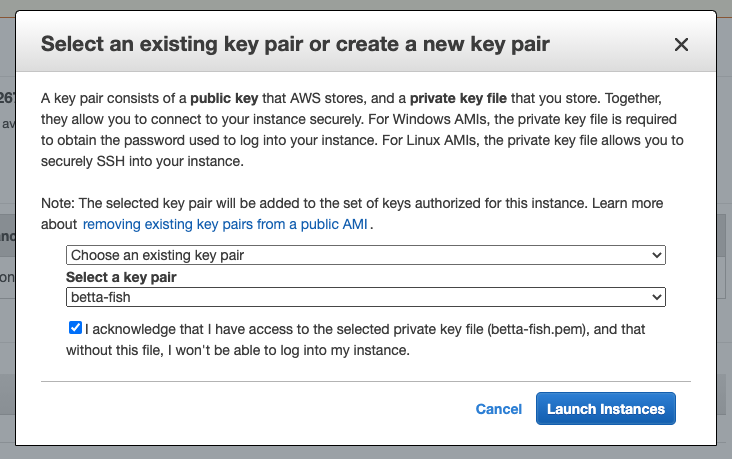 Select an existing key pair or create a new key pair
A key pair consists of a public key that AWS stores, and a private key file that you store. Together,
they allow you to connect to your instance securely. For Windows AMIs, the private key file is required
to obtain the password used to log into your instance. For Linux AMIs, the private key file allows you to
securely SSH into your instance.
Note: The selected key pair will be added to the set of keys authorized for this instance. Learn more
about removing existing key pairs from a public AMI .
Choose an existing key pair
Select a key pair
betta-fish
I acknowledge that I have access to the selected private key file (betta-fish.pem), and that
without this file, I won't be able to log into my instance.
Cancel Launch Instances